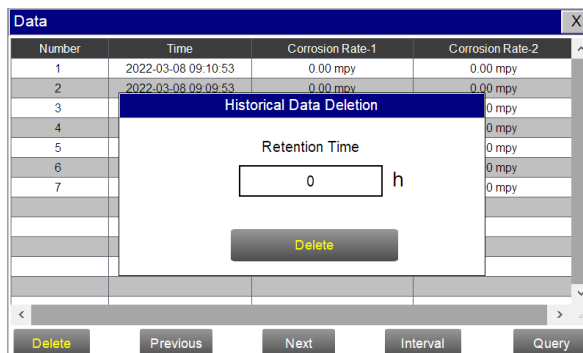 Data X
Number Time Corrosion Rate-1 Corrosion Rate-2
1 2022-03-08 09:10:53 0.00 mpy 0.00 mpy
2 2022-03-08 09:09:53 0.00 mpy 0.00 mpy
Historical Data Deletion
3 0 mpy
4 0 mpy
Retention Time
5 0 mpy
6 0 mpy
0 h
7 0 mpy
Delete
Delete Previous Next Interval Query